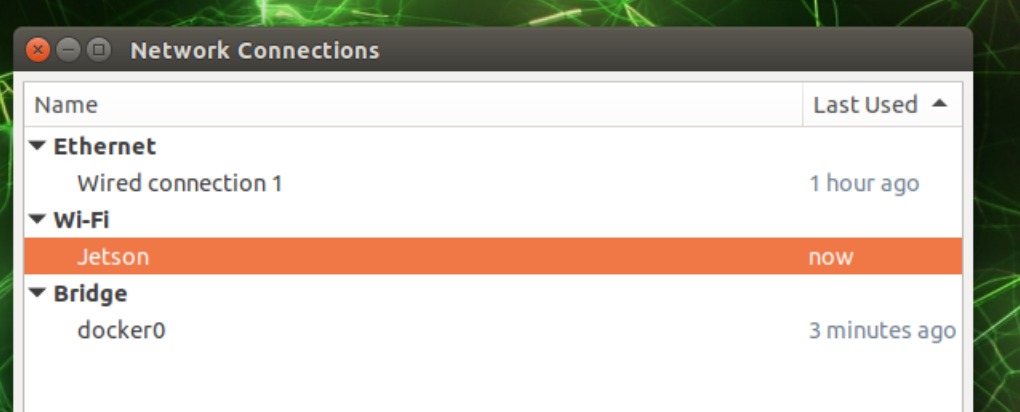 Network Connections
Name Last Used
Ethernet
Wired connection 1 1 hour ago
Wi-Fi
Jetson now
Bridge
docker0 3 minutes ago